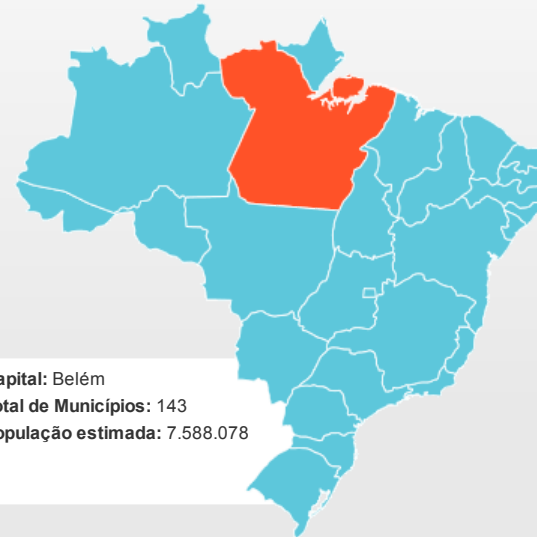 apital: Belém
otal de Municípios: 143
opulação estimada: 7.588.078